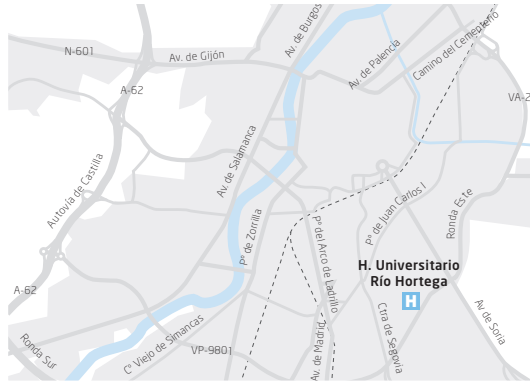 Av. de Burgos
N-601
Av. de Gijón
Av. de Palencia
Camino del Cementerio
A-62
VA-2
Av. de Salamanca
Autovía de Castilla
Pº de Juan Carlos I
Ronda Este
Pº de Zorrilla
Pº del Arco de Ladrillo
H. Universitario
Río Hortega
H
A-62
Av de Soria
Ctra de Segovia
Cº Viejo de Simancas
Av. de Madrid
Ronda Sur
VP-9801